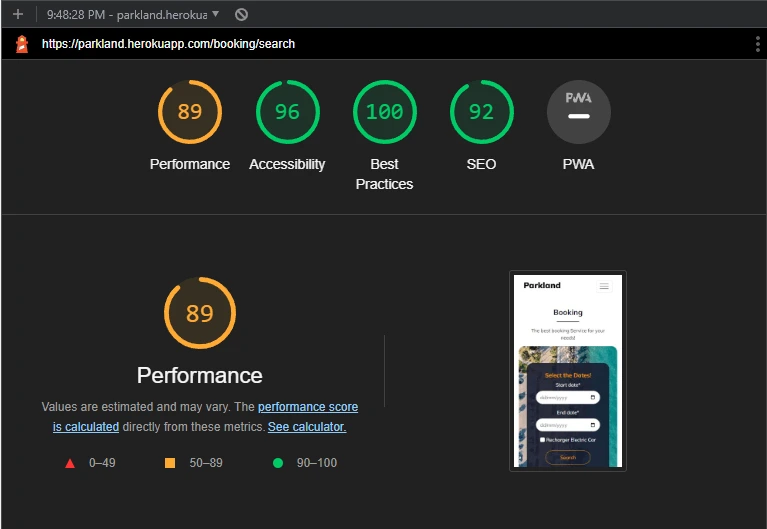 9:48:28 PM - parkland.herokua
https://parkland.herokuapp.com/booking/search
89
96
100
92
PWA
Performance
Accessibility
Best
Practices
SEO
PWA
89
Performance
Values are estimated and may vary. The performance score
is calculated directly from these metrics. See calculator.
0–49
50–89
90–100
Parkland
Booking
The best booking Service for your
needs!
Select the Dates!
Start date*
dd/mm/yyyy
End date*
dd/mm/yyyy
Recharger Electric Car
Search